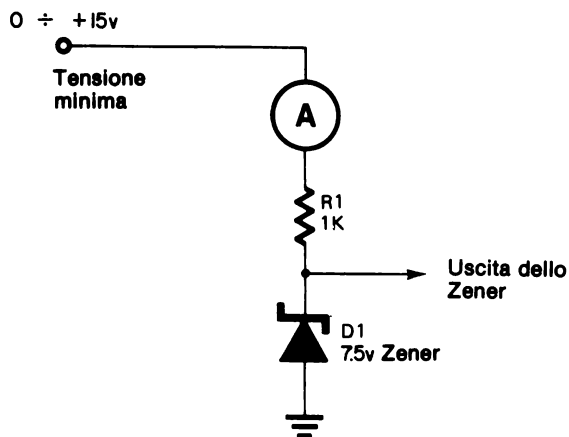 0 ÷ +15v
Tensione
minima
A
R1
1K
Uscita dello
Zener
D1
7.5v Zener